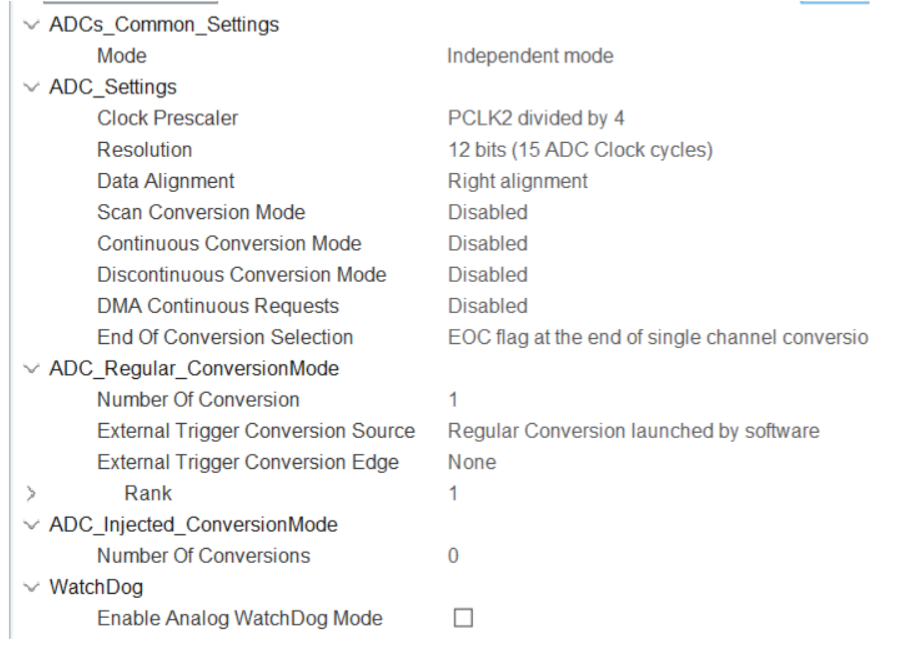 ADCs_Common_Settings
Mode Independent mode
ADC_Settings
Clock Prescaler PCLK2 divided by 4
Resolution 12 bits (15 ADC Clock cycles)
Data Alignment Right alignment
Scan Conversion Mode Disabled
Continuous Conversion Mode Disabled
Discontinuous Conversion Mode Disabled
DMA Continuous Requests Disabled
End Of Conversion Selection EOC flag at the end of single channel conversio
ADC_Regular_ConversionMode
Number Of Conversion 1
External Trigger Conversion Source Regular Conversion launched by software
External Trigger Conversion Edge None
Rank 1
ADC_Injected_ConversionMode
Number Of Conversions 0
WatchDog
Enable Analog WatchDog Mode